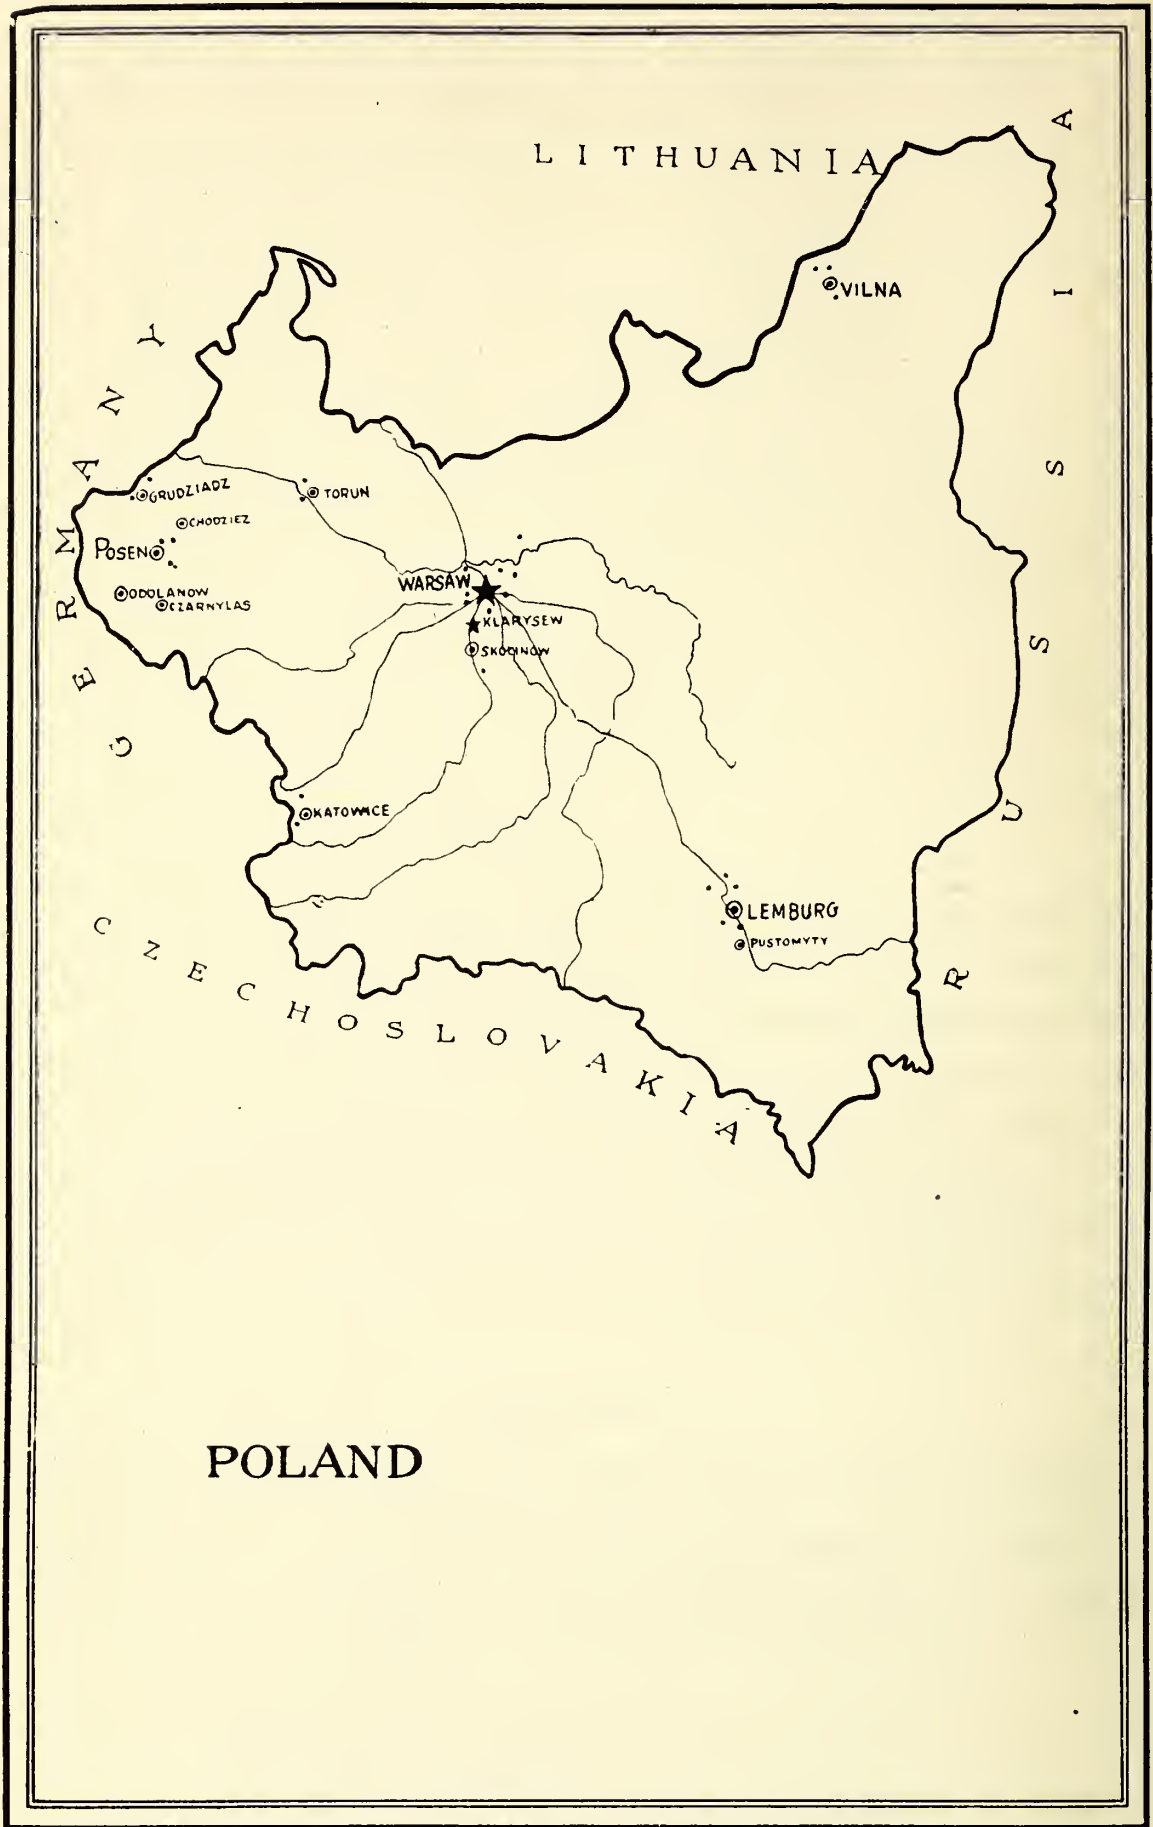 LITHUANIA
VILNA
GERMANY
RUSSIA
GRUDZIADZ
TORUN
CHODZIEZ
POSEN
WARSAW
ODOLANOW
CZARNYLAS
KLARYSEW
SKOLINOW
KATOWICE
LEMBURG
PUSTOMYTY
CZECHOSLOVAKIA
POLAND